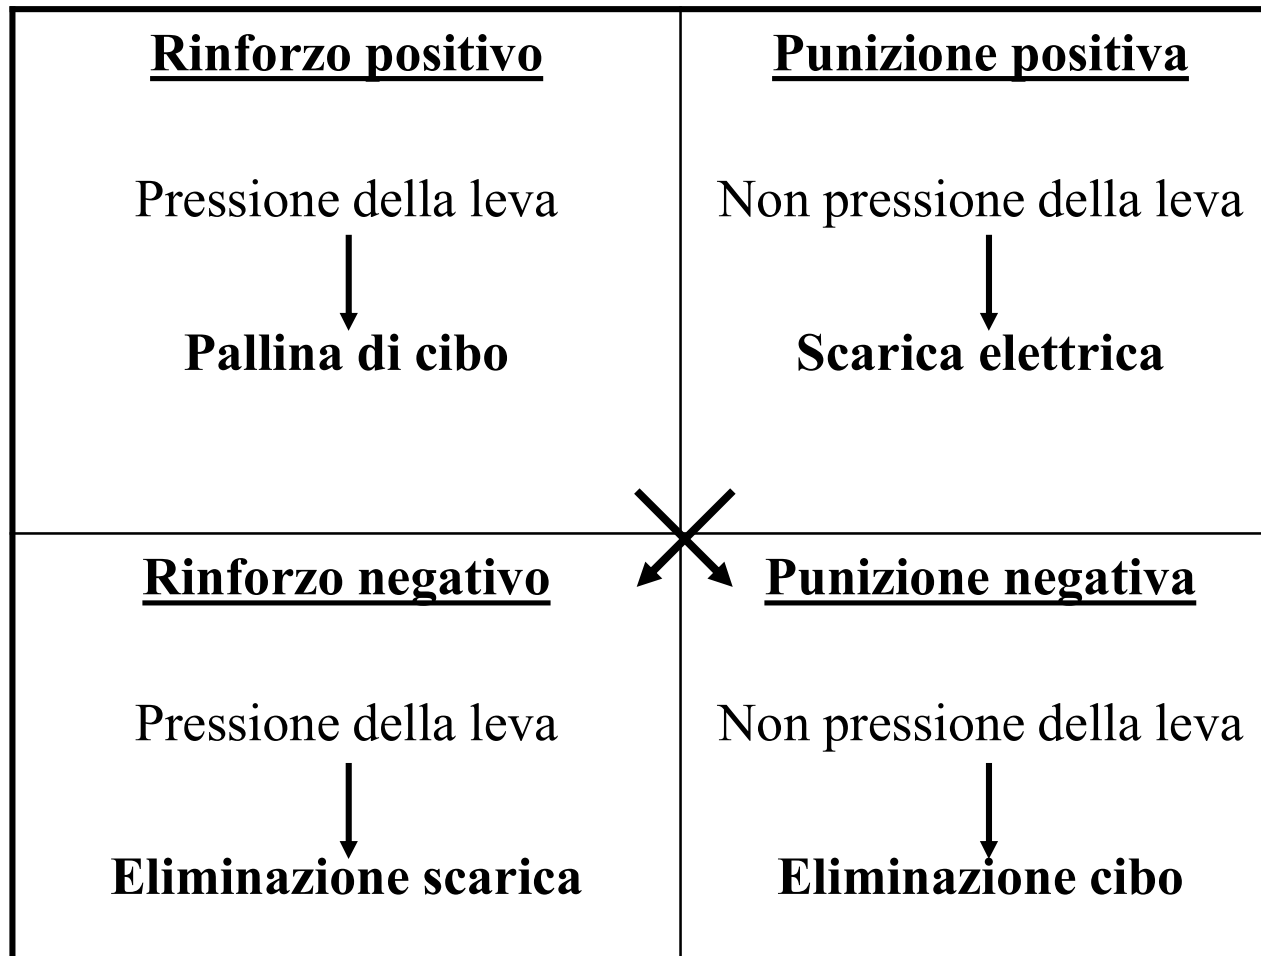 Rinforzo positivo
Pressione della leva
Pallina di cibo
Punizione positiva
Non pressione della leva
Scarica elettrica
Rinforzo negativo
Pressione della leva
Eliminazione scarica
Punizione negativa
Non pressione della leva
Eliminazione cibo